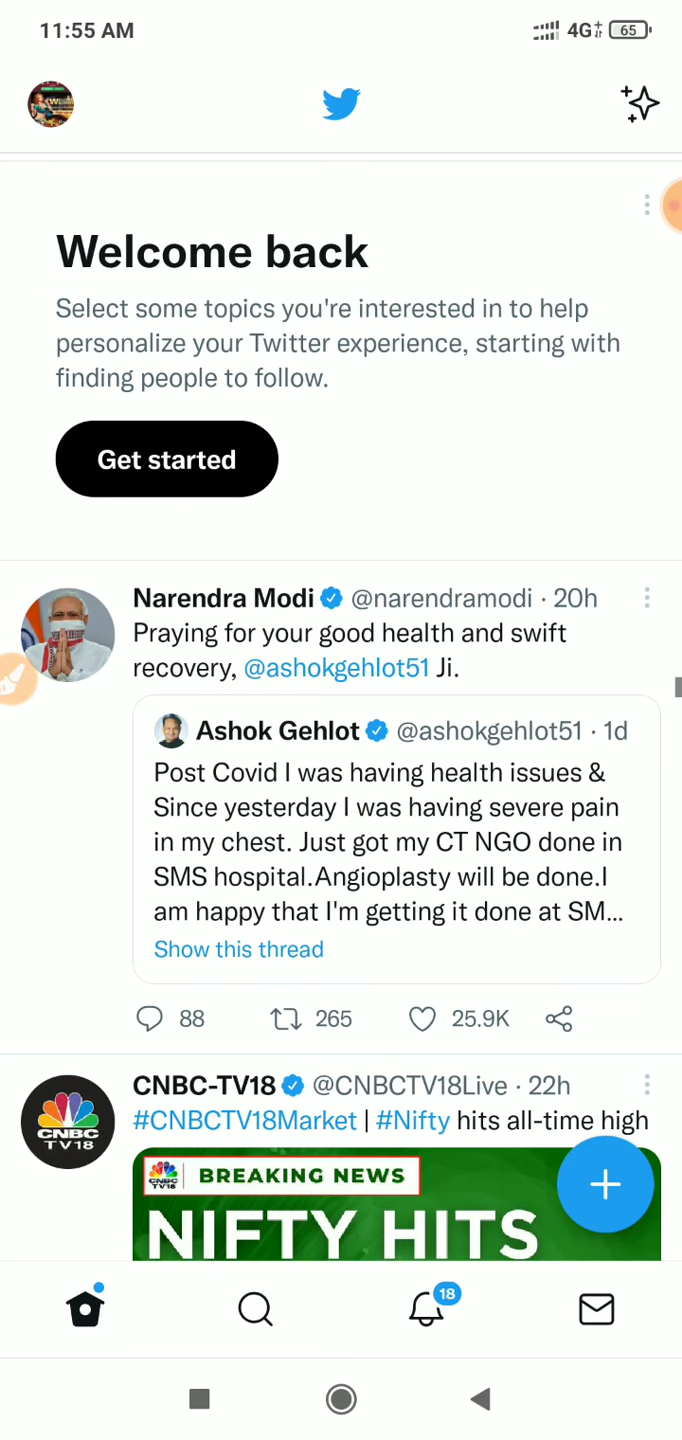 11:55 AM
4G+
65
Welcome back
Select some topics you're interested in to help
personalize your Twitter experience, starting with
finding people to follow.
Get started
Narendra Modi @narendramodi · 20h
Praying for your good health and swift
recovery, @ashokgehlot51 Ji.
Ashok Gehlot @ashokgehlot51 · 1d
Post Covid I was having health issues &
Since yesterday I was having severe pain
in my chest. Just got my CT NGO done in
SMS hospital.Angioplasty will be done.I
am happy that I'm getting it done at SM...
Show this thread
88
265
25.9K
CNBC-TV18 @CNBCTV18Live · 22h
#CNBCTV18Market | #Nifty hits all-time high
CNBC
TV18
CNBC
TV18
BREAKING NEWS
NIFTY HITS
18